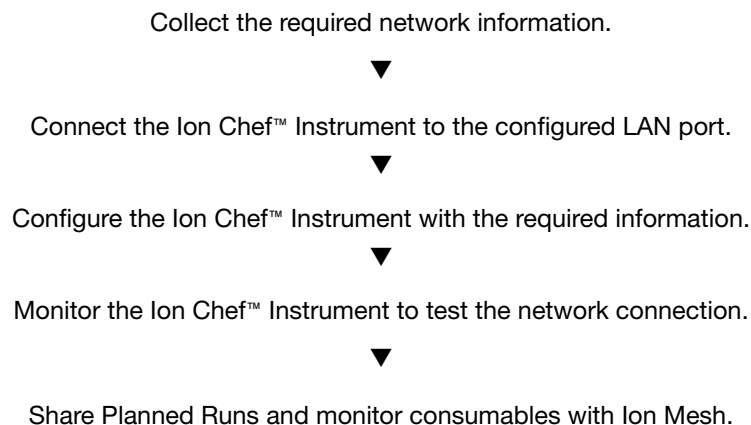 Collect the required network information.
▼
Connect the Ion Chef™ Instrument to the configured LAN port.
▼
Configure the Ion Chef™ Instrument with the required information.
▼
Monitor the Ion Chef™ Instrument to test the network connection.
▼
Share Planned Runs and monitor consumables with Ion Mesh.